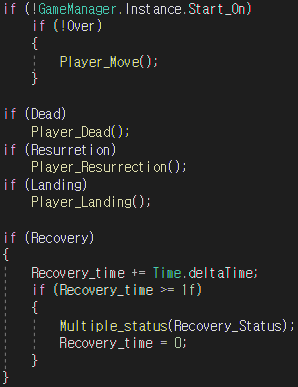 if (!GameManager.Instance.Start_On)
if (!Over)
{
Player_Move();
}
if (Dead)
Player_Dead();
if (Resurretion)
Player_Resurrection();
if (Landing)
Player_Landing();
if (Recovery)
{
Recovery_time += Time.deltaTime;
if (Recovery_time >= 1f)
{
Multiple_status(Recovery_Status);
Recovery_time = 0;
}
}